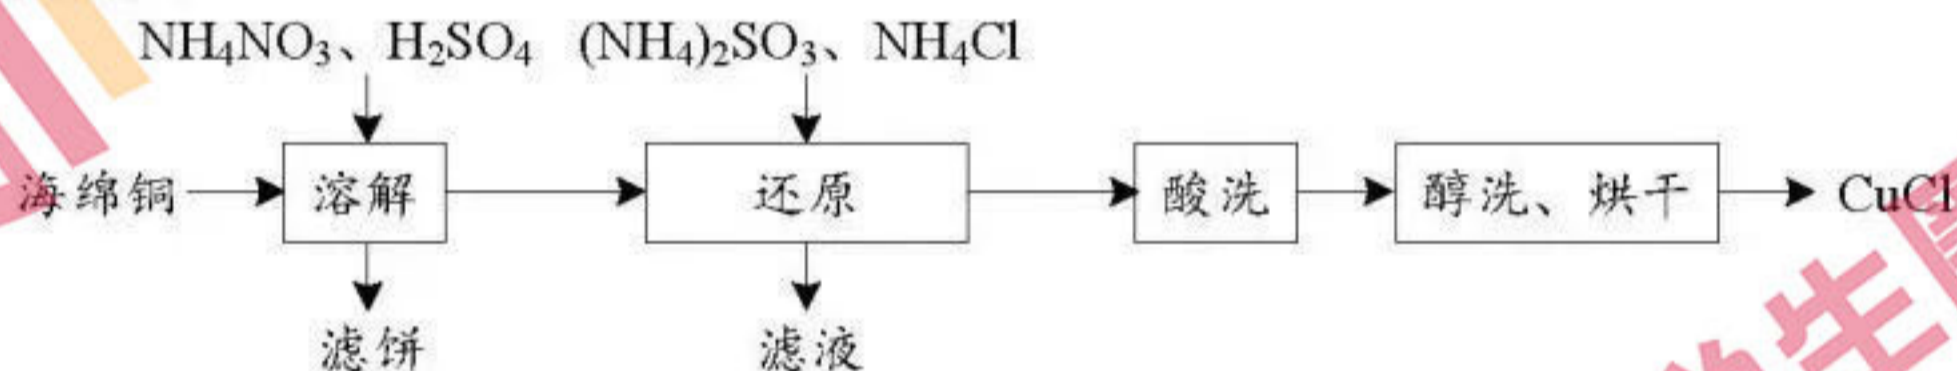 NH₄NO₃、H₂SO₄ (NH₄)₂SO₃、NH₄Cl
海绵铜 溶解 还原 酸洗 醇洗、烘干 CuCl
滤饼 滤液